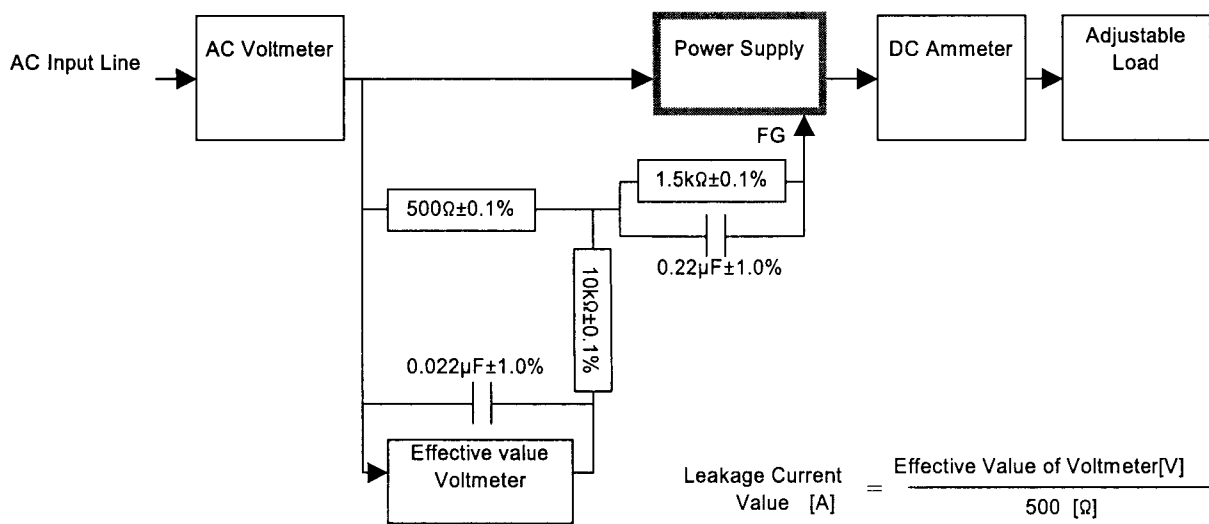 AC Input Line
AC Voltmeter
Power Supply
DC Ammeter
Adjustable
Load
FG
1.5kΩ±0.1%
500Ω±0.1%
0.22µF±1.0%
10kΩ±0.1%
0.022µF±1.0%
Effective value
Voltmeter
Leakage Current
Value [A]
=
Effective Value of Voltmeter[V]
500 [Ω]